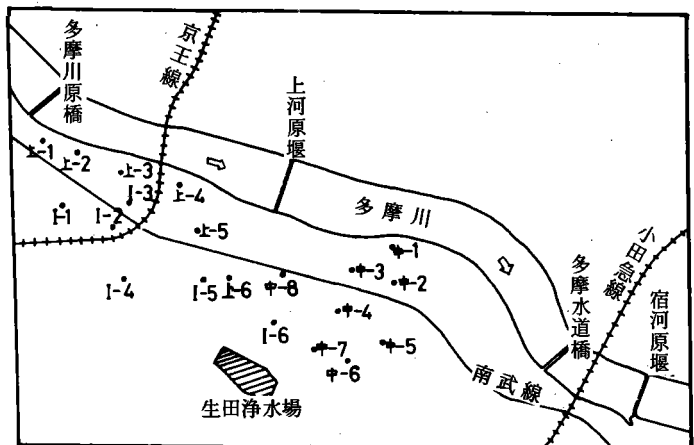 多摩川原橋
京王線
上河原堰
多摩川
小田急線
多摩水道橋
宿河原堰
南武線
生田浄水場
上-1
上-2
上-3
上-4
上-5
上-6
I-1
I-2
I-3
I-4
I-5
I-6
中-1
中-2
中-3
中-4
中-5
中-6
中-7
中-8